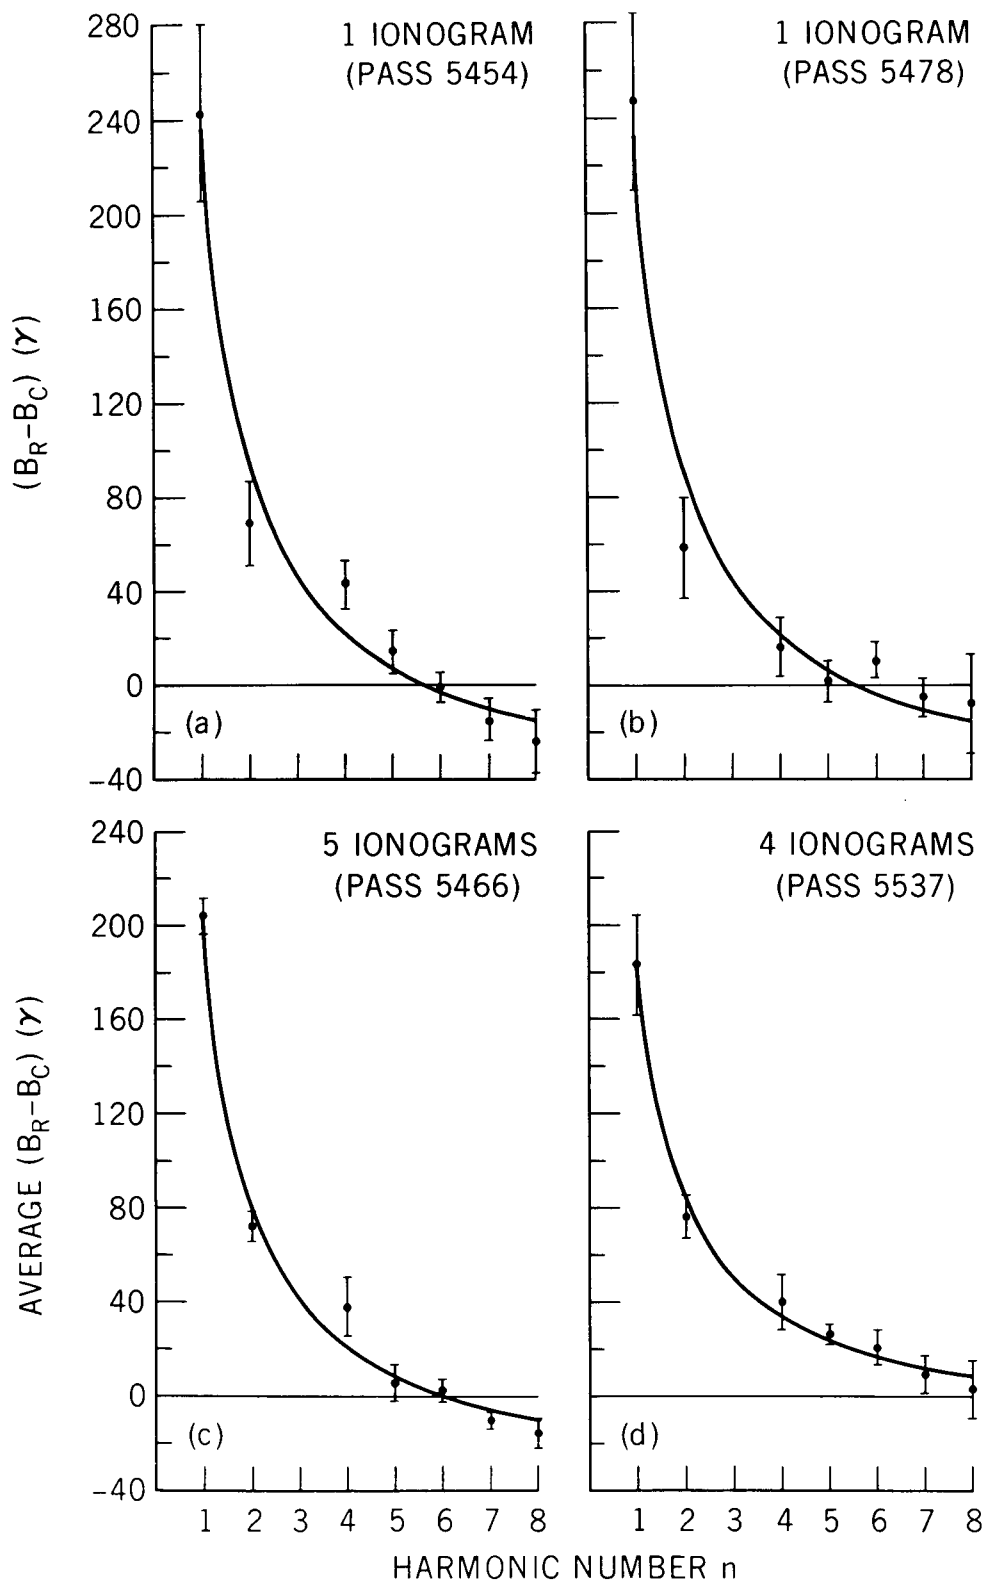 1 IONOGRAM
(PASS 5454)
1 IONOGRAM
(PASS 5478)
(B_R–B_C) (γ)
280
240
200
160
120
80
40
0
–40
(a)
(b)
5 IONOGRAMS
(PASS 5466)
4 IONOGRAMS
(PASS 5537)
AVERAGE (B_R–B_C) (γ)
240
200
160
120
80
40
0
–40
(c)
(d)
1 2 3 4 5 6 7 8
1 2 3 4 5 6 7 8
HARMONIC NUMBER n